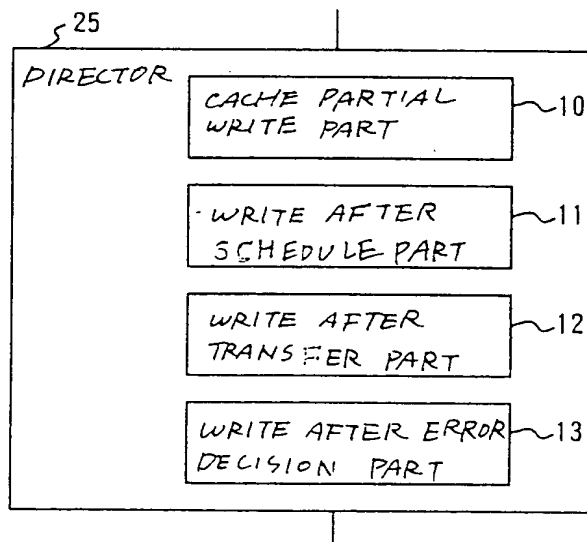 25
DIRECTOR
CACHE PARTIAL
WRITE PART
10
WRITE AFTER
SCHEDULE PART
11
WRITE AFTER
TRANSFER PART
12
WRITE AFTER ERROR
DECISION PART
13